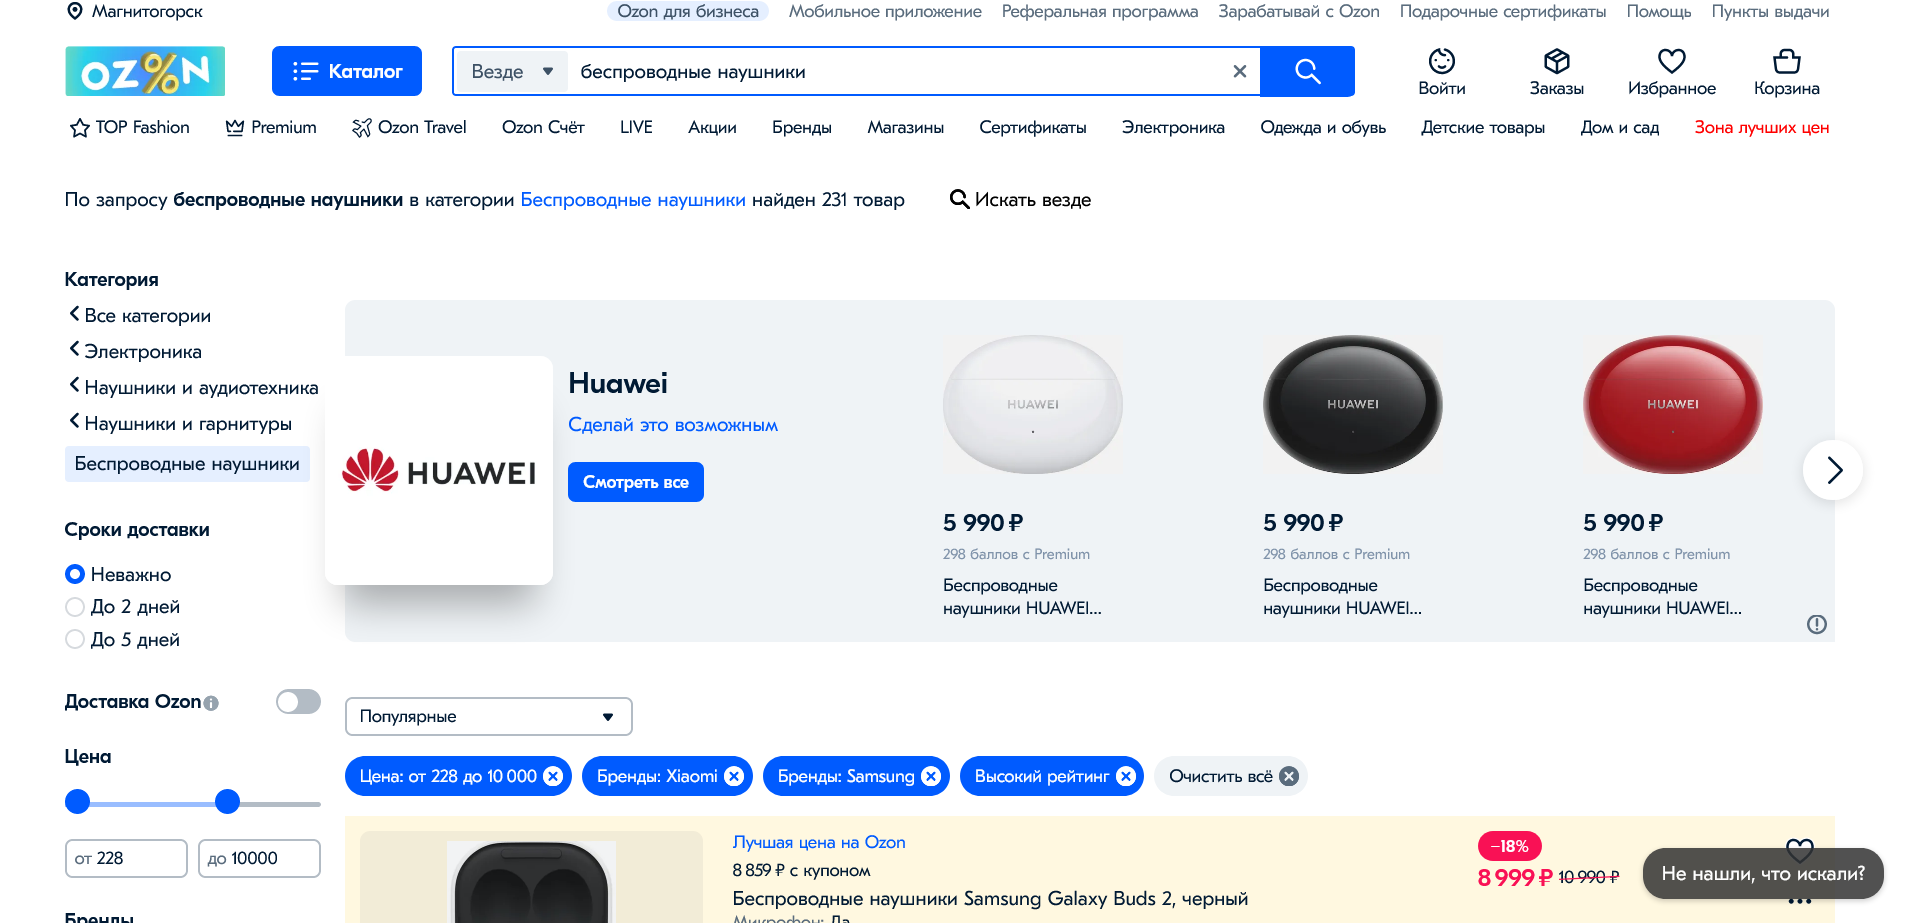 Магнитогорск
Ozon для бизнеса Мобильное приложение Реферальная программа Зарабатывай с Ozon Подарочные сертификаты Помощь Пункты выдачи
OZ%N
Каталог
Везде беспроводные наушники
Войти Заказы Избранное Корзина
TOP Fashion Premium Ozon Travel Ozon Счёт LIVE Акции Бренды Магазины Сертификаты Электроника Одежда и обувь Детские товары Дом и сад Зона лучших цен
По запросу беспроводные наушники в категории Беспроводные наушники найден 231 товар Искать везде
Категория
Все категории
Электроника
Наушники и аудиотехника
Наушники и гарнитуры
Беспроводные наушники
Сроки доставки
Неважно
До 2 дней
До 5 дней
Доставка Ozon
Цена
от 228 до 10000
Бренды
HUAWEI
Huawei
Сделай это возможным
Смотреть все
HUAWEI
5 990 ₽
298 баллов с Premium
Беспроводные
наушники HUAWEI...
HUAWEI
5 990 ₽
298 баллов с Premium
Беспроводные
наушники HUAWEI...
HUAWEI
5 990 ₽
298 баллов с Premium
Беспроводные
наушники HUAWEI...
Популярные
Цена: от 228 до 10 000 Бренды: Xiaomi Бренды: Samsung Высокий рейтинг Очистить всё
Лучшая цена на Ozon
8 859 ₽ с купоном
Беспроводные наушники Samsung Galaxy Buds 2, черный
Микрофон: Да
−18%
8 999 ₽ 10 990 ₽
Не нашли, что искали?